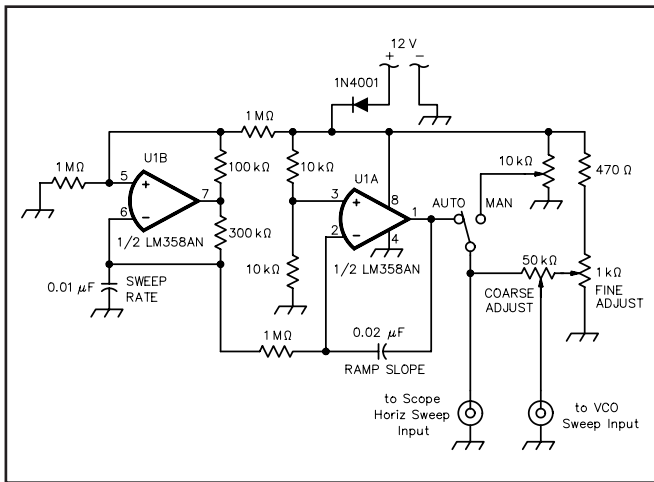 12 V
+ −
1N4001
1 MΩ
1 MΩ
U1B
5
+
6
−
7
100 kΩ
300 kΩ
1/2 LM358AN
10 kΩ
10 kΩ
U1A
3
+
2
−
8
1
4
1/2 LM358AN
AUTO
MAN
10 kΩ
470 Ω
0.01 µF
SWEEP
RATE
50 kΩ
COARSE
ADJUST
1 kΩ
FINE
ADJUST
1 MΩ
0.02 µF
RAMP SLOPE
to Scope
Horiz Sweep
Input
to VCO
Sweep Input